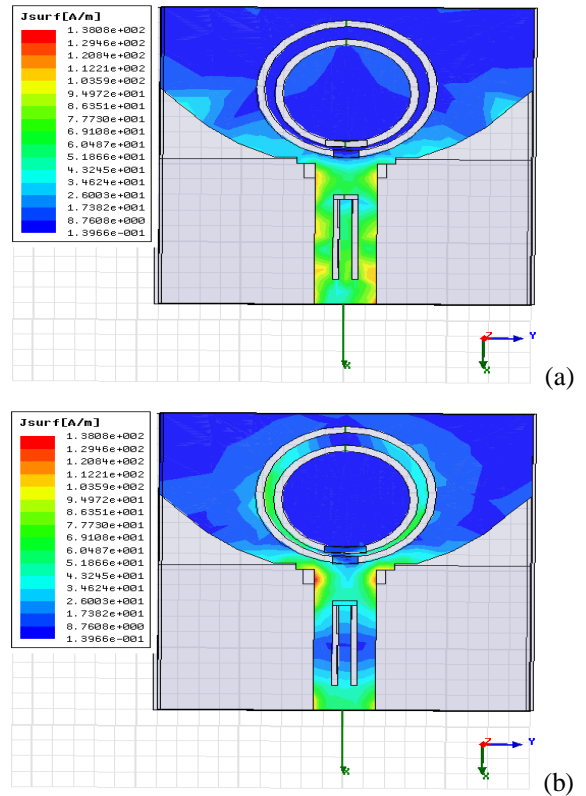 Jsurf[A/m]
1.3808e+002
1.2946e+002
1.2084e+002
1.1221e+002
1.0359e+002
9.4972e+001
8.6351e+001
7.7730e+001
6.9108e+001
6.0487e+001
5.1866e+001
4.3245e+001
3.4624e+001
2.6003e+001
1.7382e+001
8.7608e+000
1.3966e-001
X
Z
Y
X
(a)
Jsurf[A/m]
1.3808e+002
1.2946e+002
1.2084e+002
1.1221e+002
1.0359e+002
9.4972e+001
8.6351e+001
7.7730e+001
6.9108e+001
6.0487e+001
5.1866e+001
4.3245e+001
3.4624e+001
2.6003e+001
1.7382e+001
8.7608e+000
1.3966e-001
X
Z
Y
X
(b)